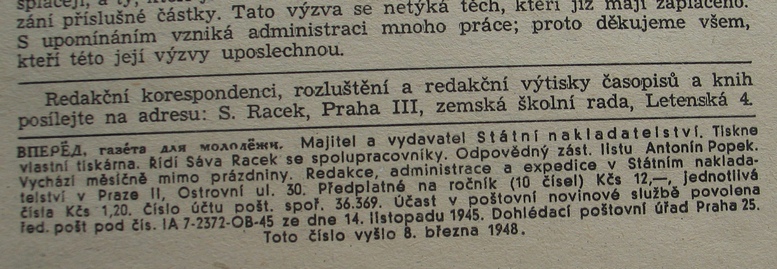 zání příslušné částky. Tato výzva se netýká těch, kteří již mají zaplaceno.
S upomínáním vzniká administraci mnoho práce; proto děkujeme všem,
kteří této její výzvy uposlechnou.
Redakční korespondenci, rozluštění a redakční výtisky časopisů a knih
posílejte na adresu: S. Racek, Praha III, zemská školní rada, Letenská 4.
ВПЕРЁД, газета для молодёжи. Majitel a vydavatel Státní nakladatelství. Tiskne
vlastní tiskárna. Řídí Sáva Racek se spolupracovníky. Odpovědný zást. listu Antonín Popek.
Vychází měsíčně mimo prázdniny. Redakce, administrace a expedice v Státním naklada-
telství v Praze II, Ostrovní ul. 30. Předplatné na ročník (10 čísel) Kčs 12,—, jednotlivá
čísla Kčs 1,20. Číslo účtu pošt. spoř. 36.369. Účast v poštovní novinové službě povolena
řed. pošt pod čís. IA 7-2372-OB-45 ze dne 14. listopadu 1945. Dohlédací poštovní úřad Praha 25.
Toto číslo vyšlo 8. března 1948.